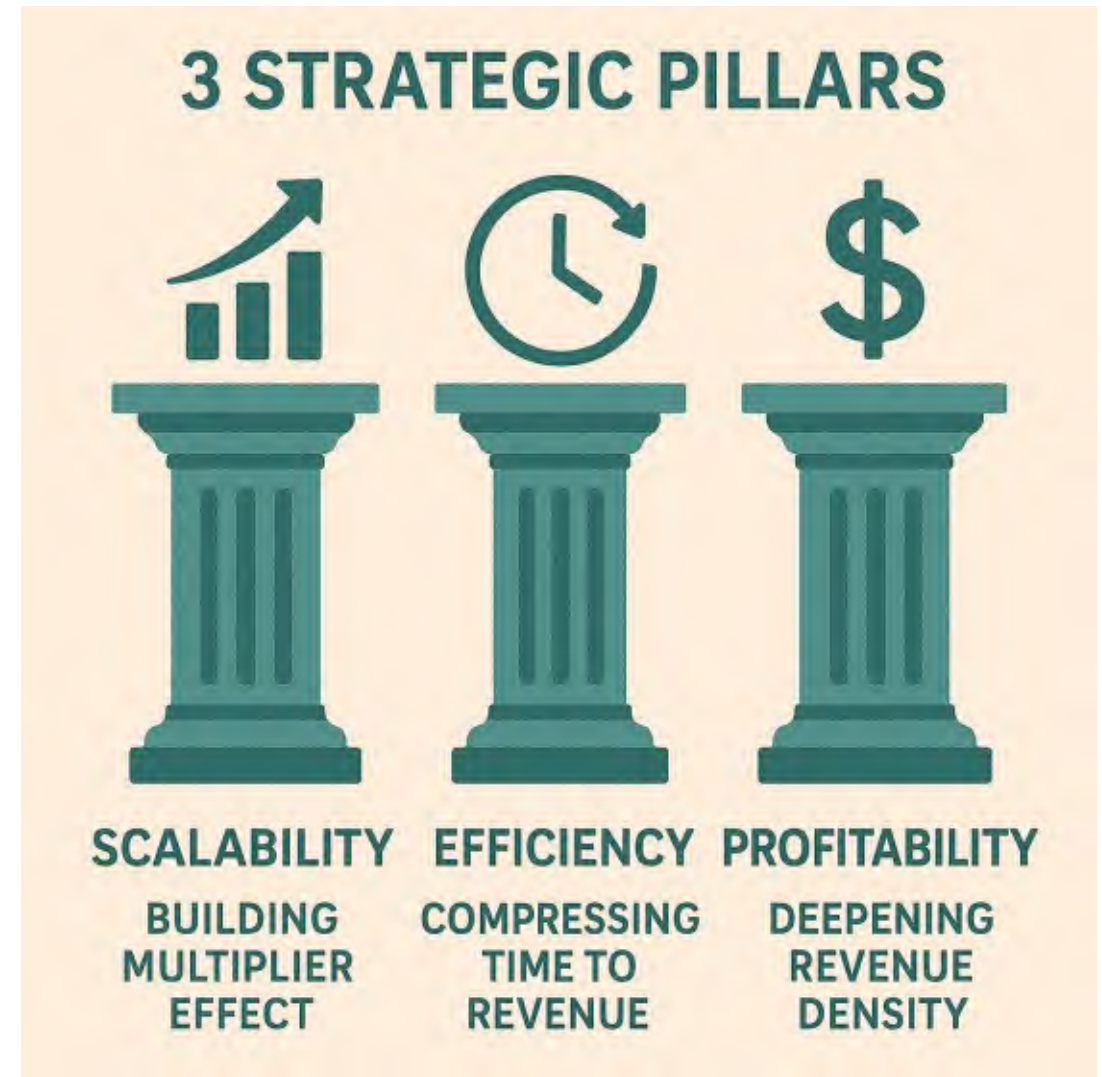 3 STRATEGIC PILLARS
$
SCALABILITY
BUILDING
MULTIPLIER
EFFECT
EFFICIENCY
COMPRESSING
TIME TO
REVENUE
PROFITABILITY
DEEPENING
REVENUE
DENSITY